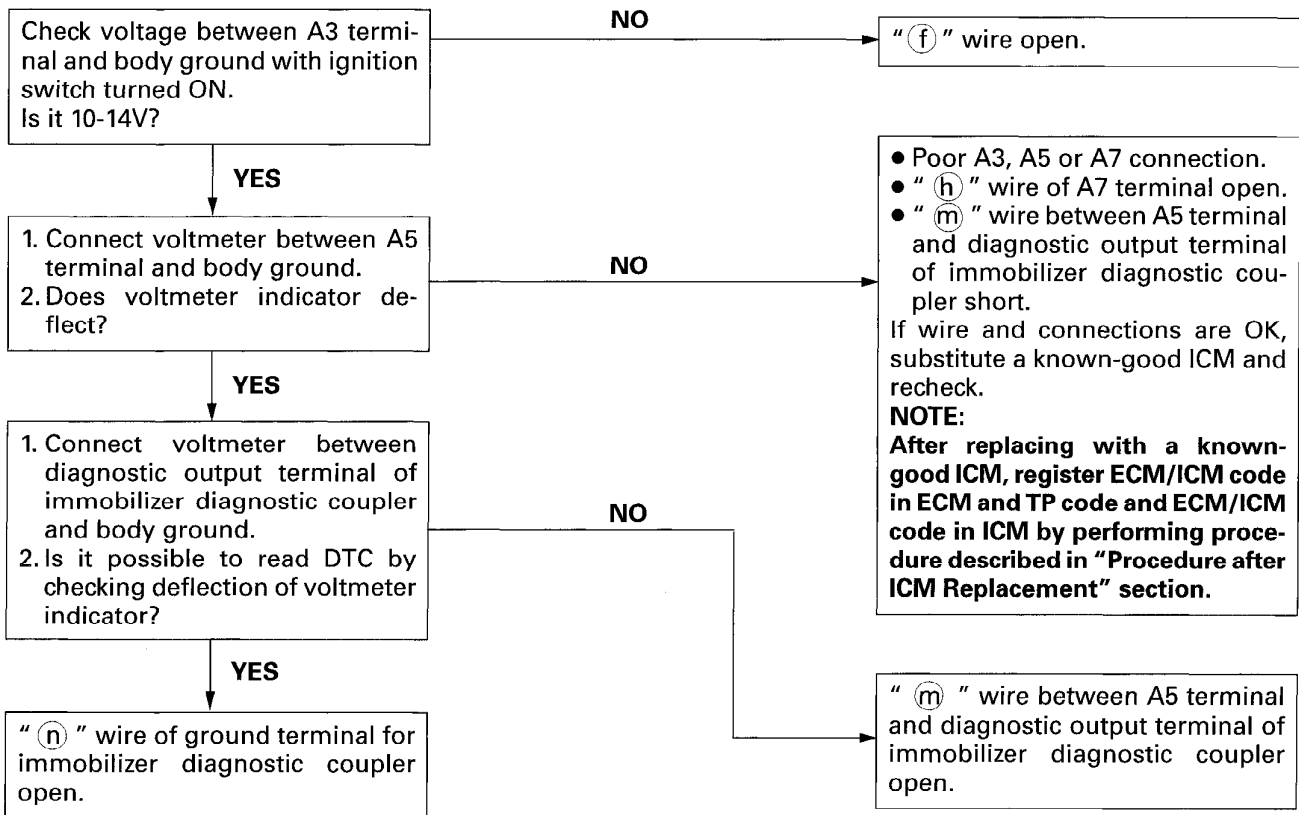 Check voltage between A3 termi-
nal and body ground with ignition
switch turned ON.
Is it 10-14V?
NO
“ⓕ” wire open.
YES
1. Connect voltmeter between A5
terminal and body ground.
2. Does voltmeter indicator de-
flect?
NO
● Poor A3, A5 or A7 connection.
● “ ⓗ ” wire of A7 terminal open.
● “ ⓜ ” wire between A5 terminal
and diagnostic output terminal
of immobilizer diagnostic cou-
pler short.
If wire and connections are OK,
substitute a known-good ICM and
recheck.
NOTE:
After replacing with a known-
good ICM, register ECM/ICM code
in ECM and TP code and ECM/ICM
code in ICM by performing proce-
dure described in “Procedure after
ICM Replacement” section.
YES
1. Connect voltmeter between
diagnostic output terminal of
immobilizer diagnostic coupler
and body ground.
2. Is it possible to read DTC by
checking deflection of voltmeter
indicator?
NO
“ ⓜ ” wire between A5 terminal
and diagnostic output terminal of
immobilizer diagnostic coupler
open.
YES
“ ⓝ ” wire of ground terminal for
immobilizer diagnostic coupler
open.